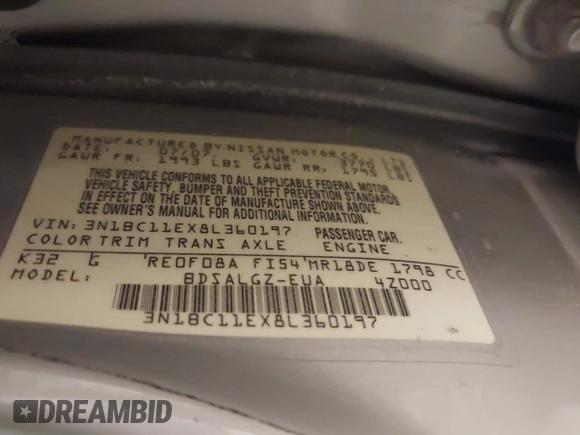 MANUFACTURED BY NISSAN MOTOR CO., LTD.
DATE: 07/07 GVWR: 3770 LBS
GAWR FR: 1993 LBS GAWR RR: 1795 LBS
THIS VEHICLE CONFORMS TO ALL APPLICABLE FEDERAL MOTOR
VEHICLE SAFETY, BUMPER AND THEFT PREVENTION STANDARDS
IN EFFECT ON THE DATE OF MANUFACTURE SHOWN ABOVE.
SEE OWNER'S MANUAL FOR ADDITIONAL INFORMATION.
VIN: 3N1BC11EX8L360197 PASSENGER CAR.
COLOR TRIM TRANS AXLE ENGINE
K32 G RE0F08A FI54 MR18DE 1798 CC
MODEL: BDSALGZ-EUA 4Z000
3N1BC11EX8L360197
DREAMBID